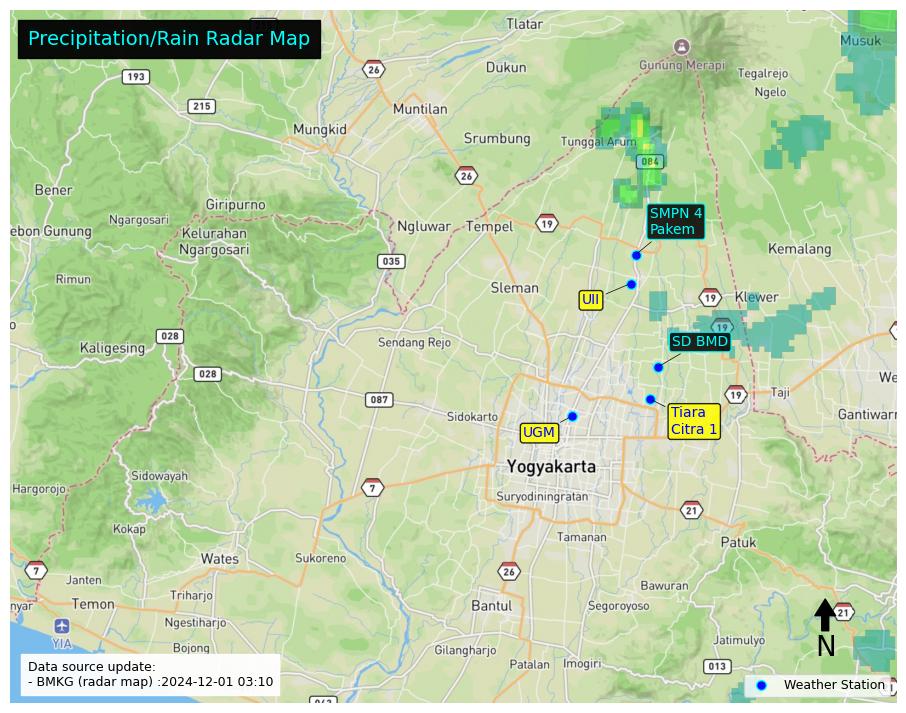 Precipitation/Rain Radar Map
Tlatar
Musuk
Gunung Merapi
Dukun
Tegalrejo
Ngelo
26
193
215
Muntilan
Mungkid
Srumbung
Tunggal Arum
084
26
Bener
Giripurno
Ngargosari
ebon Gunung
Kelurahan
Ngargosari
Ngluwar
Tempel
19
SMPN 4
Pakem
Kemalang
035
Rimun
Sleman
UII
19
Klewer
19
028
Kaligesing
Sendang Rejo
SD BMD
028
We
087
19
Taji
Sidokarto
Tiara
Citra 1
Gantiwarn
UGM
Yogyakarta
Sidowayah
Hargorojo
7
Suryodiningratan
21
Kokap
Tamanan
Patuk
Wates
Sukoreno
7
26
Janten
Bawuran
Triharjo
nyar
Temon
Bantul
Segoroyoso
21
Ngestiharjo
YIA
N
Jatimulyo
Bojong
Gilangharjo
Patalan
Imogiri
013
Data source update:
- BMKG (radar map) :2024-12-01 03:10
Weather Station